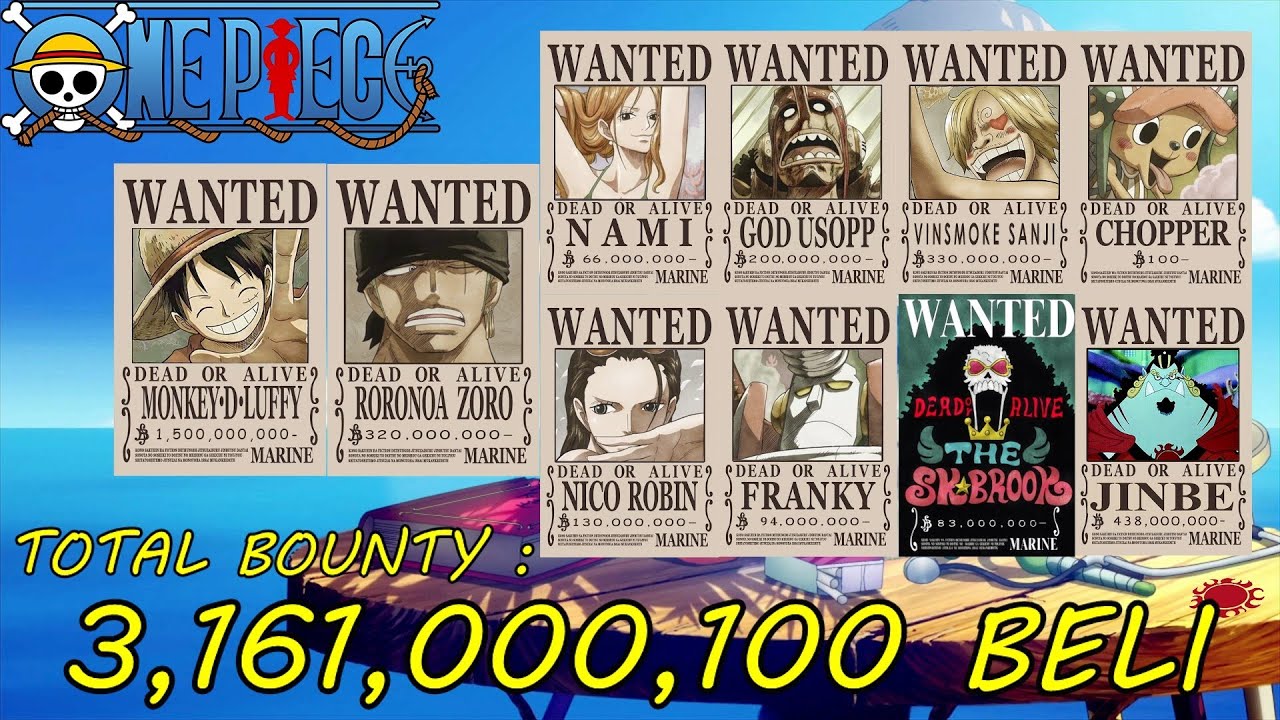 ONE PIECE
WANTED
DEAD OR ALIVE
MONKEY·D·LUFFY
฿1,500,000,000-
MARINE
WANTED
DEAD OR ALIVE
RORONOA ZORO
฿320,000,000-
MARINE
WANTED
DEAD OR ALIVE
NAMI
฿66,000,000-
MARINE
WANTED
DEAD OR ALIVE
GOD USOPP
฿200,000,000-
MARINE
WANTED
DEAD OR ALIVE
VINSMOKE SANJI
฿330,000,000-
MARINE
WANTED
DEAD OR ALIVE
CHOPPER
฿100-
MARINE
WANTED
DEAD OR ALIVE
NICO ROBIN
฿130,000,000-
MARINE
WANTED
DEAD OR ALIVE
FRANKY
฿94,000,000-
MARINE
WANTED
DEAD OR ALIVE
THE
SK★BROOK
฿83,000,000-
MARINE
WANTED
DEAD OR ALIVE
JINBE
฿438,000,000-
MARINE
TOTAL BOUNTY :
3,161,000,100 BELI